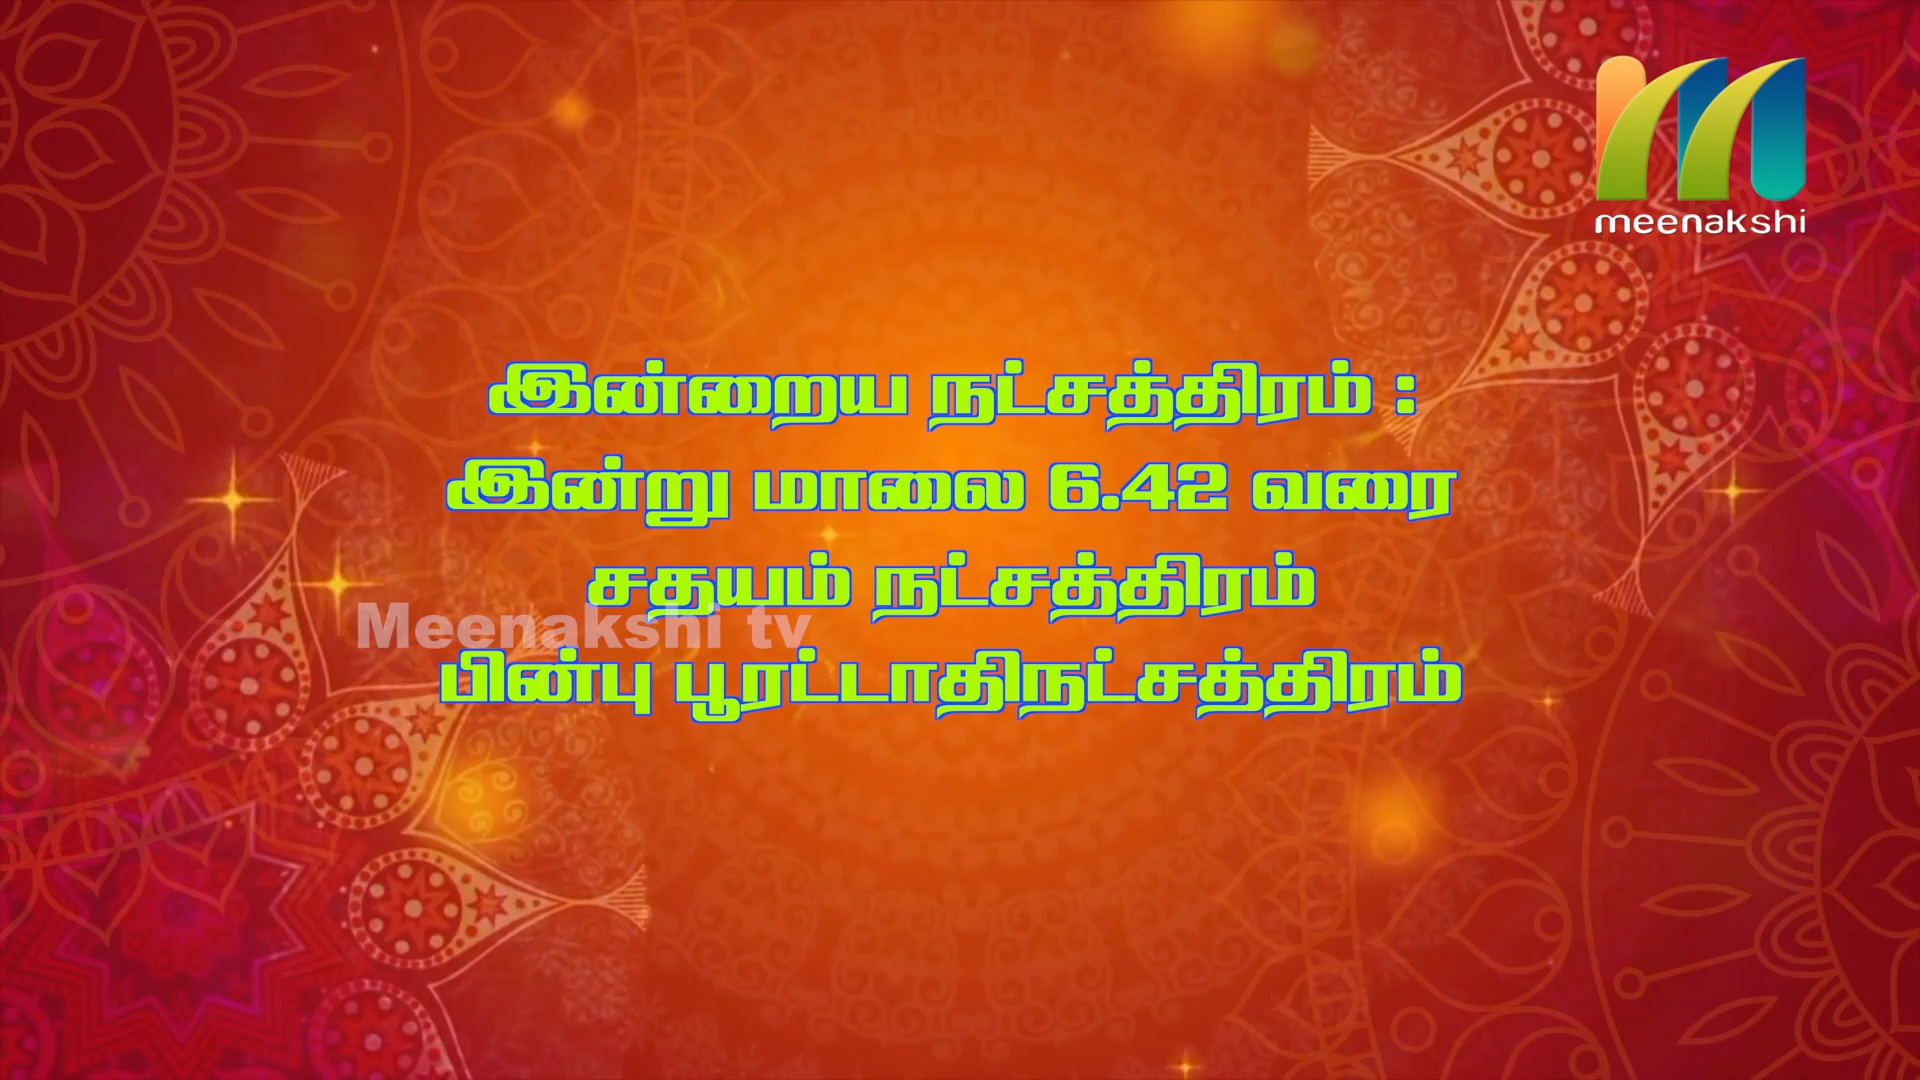 meenakshi
இன்றைய நட்சத்திரம் :
இன்று மாலை 6.42 வரை
சதயம் நட்சத்திரம்
Meenakshi tv
பின்பு பூரட்டாதிநட்சத்திரம்